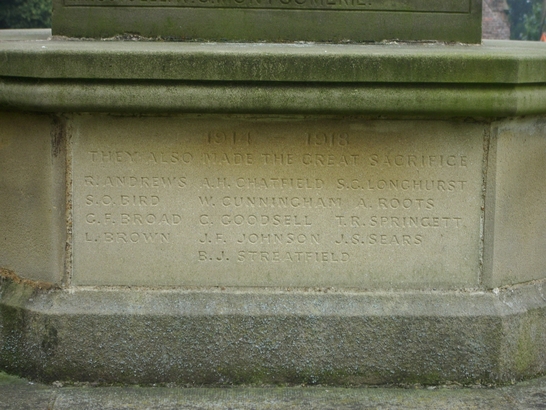 1914 – 1918
THEY ALSO MADE THE GREAT SACRIFICE
R. ANDREWS A.H. CHATFIELD S.G. LONGHURST
S.O. BIRD W. CUNNINGHAM A. ROOTS
G.F. BROAD C. GOODSELL T.R. SPRINGETT
L. BROWN J.F. JOHNSON J.S. SEARS
B.J. STREATFIELD